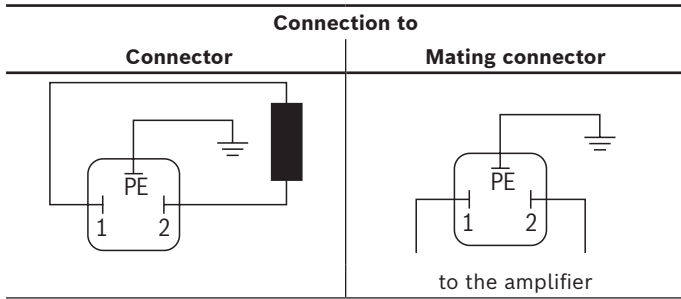 Connection to
Connector Mating connector
PE PE
1 2 1 2
to the amplifier